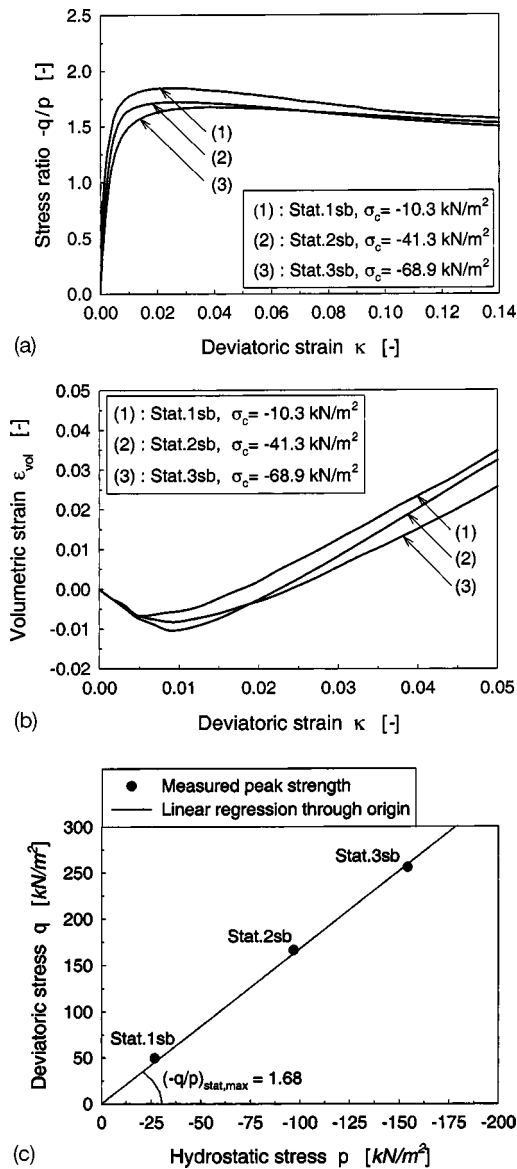 Stress ratio -q/p [-]
2.5
2.0
1.5
1.0
0.5
0.0
(1)
(2)
(3)
(1) : Stat.1sb, σc= -10.3 kN/m²
(2) : Stat.2sb, σc= -41.3 kN/m²
(3) : Stat.3sb, σc= -68.9 kN/m²
0.00 0.02 0.04 0.06 0.08 0.10 0.12 0.14
(a)
Deviatoric strain κ [-]
Volumetric strain εvol [-]
0.05
0.04
0.03
0.02
0.01
0.00
-0.01
-0.02
(1) : Stat.1sb, σc= -10.3 kN/m²
(2) : Stat.2sb, σc= -41.3 kN/m²
(3) : Stat.3sb, σc= -68.9 kN/m²
(1)
(2)
(3)
0.00 0.01 0.02 0.03 0.04 0.05
(b)
Deviatoric strain κ [-]
Measured peak strength
Linear regression through origin
Deviatoric stress q [kN/m²]
300
250
200
150
100
50
0
Stat.3sb
Stat.2sb
Stat.1sb
(-q/p)stat,max = 1.68
0 -25 -50 -75 -100 -125 -150 -175 -200
(c)
Hydrostatic stress p [kN/m²]